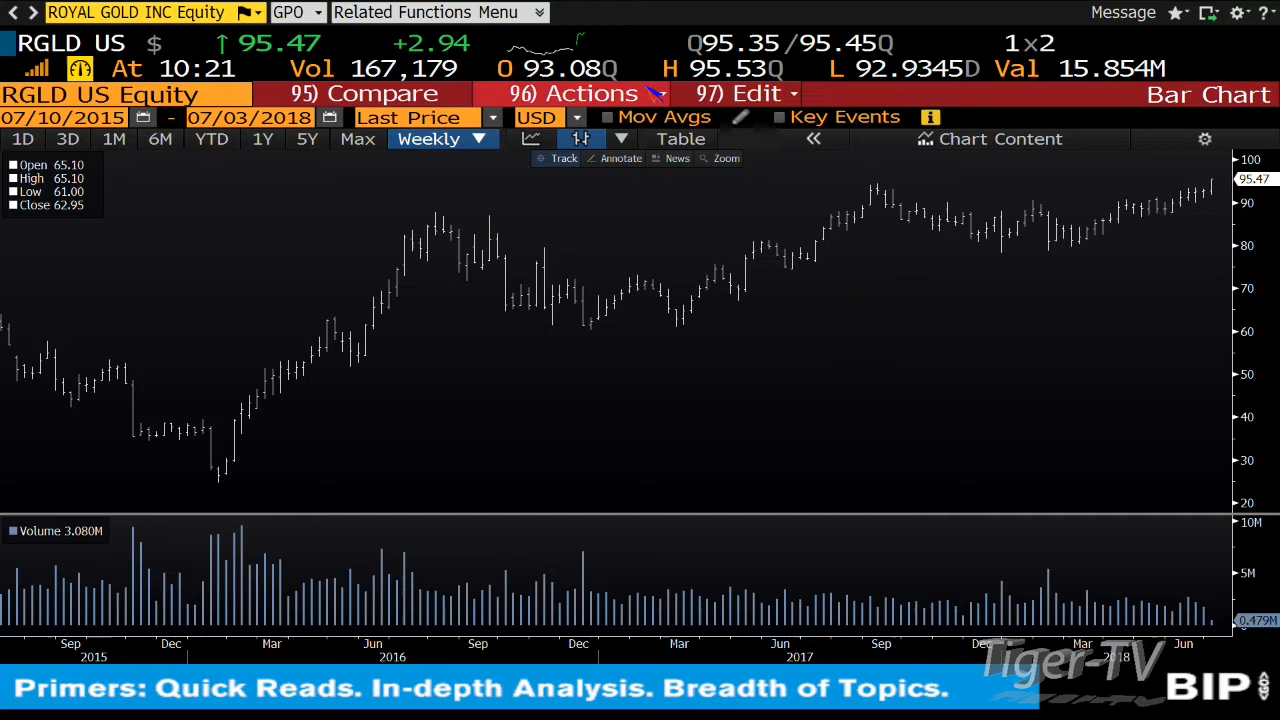 ROYAL GOLD INC Equity GPO Related Functions Menu Message ?
RGLD US $ ↑ 95.47 +2.94 Q95.35/95.45Q 1x2
At 10:21 Vol 167,179 O 93.08Q H 95.53Q L 92.9345D Val 15.854M
RGLD US Equity 95) Compare 96) Actions 97) Edit Bar Chart
07/10/2015 - 07/03/2018 Last Price USD Mov Avgs Key Events i
1D 3D 1M 6M YTD 1Y 5Y Max Weekly ▼ ▼ Table « Chart Content
Track Annotate News Zoom
Open 65.10
High 65.10
Low 61.00
Close 62.95
100
95.47
90
80
70
60
50
40
30
20
Volume 3.080M
10M
5M
0.479M
0
Sep Dec Mar Jun Sep Dec Mar Jun Sep Dec Mar Jun
2015 2016 2017 2018
Tiger-TV
Primers: Quick Reads. In-depth Analysis. Breadth of Topics.
BIP